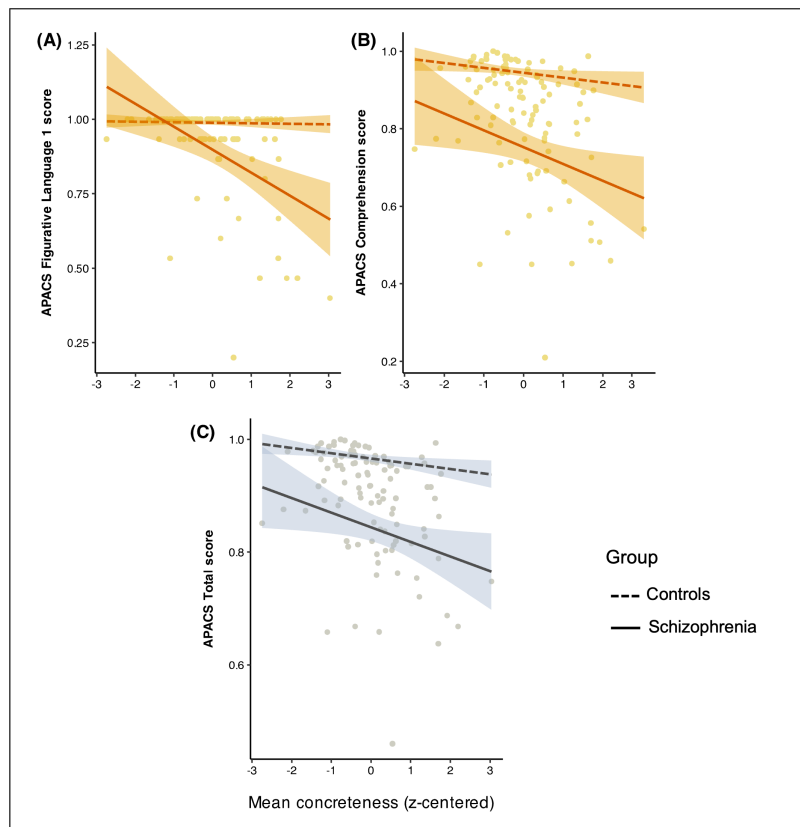 (A)
APACS Figurative Language 1 score
1.25
1.00
0.75
0.50
0.25
-3 -2 -1 0 1 2 3
(B)
APACS Comprehension score
1.0
0.8
0.6
0.4
0.2
-3 -2 -1 0 1 2 3
(C)
APACS Total score
1.0
0.8
0.6
-3 -2 -1 0 1 2 3
Mean concreteness (z-centered)
Group
Controls
Schizophrenia